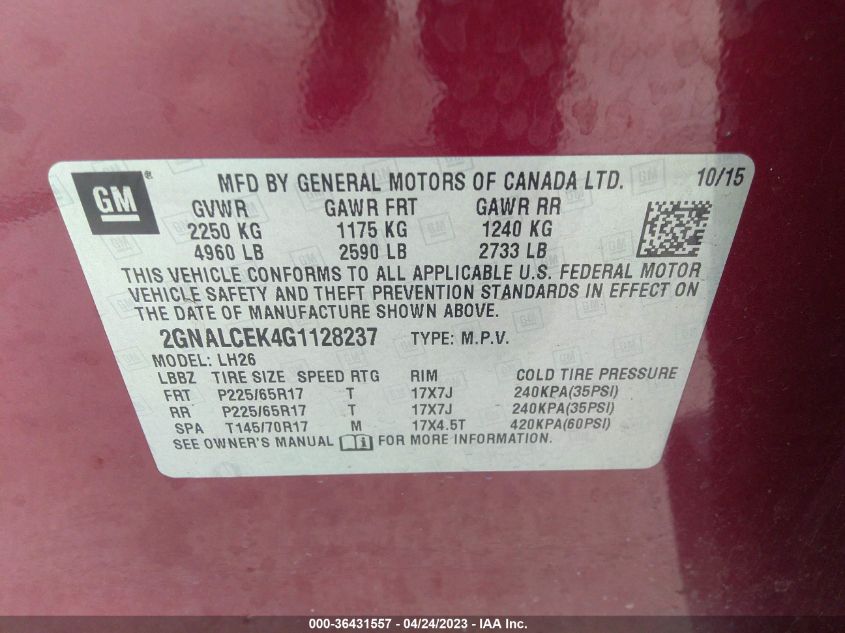 GM ® MFD BY GENERAL MOTORS OF CANADA LTD. 10/15
GVWR GAWR FRT GAWR RR
2250 KG 1175 KG 1240 KG
4960 LB 2590 LB 2733 LB
THIS VEHICLE CONFORMS TO ALL APPLICABLE U.S. FEDERAL MOTOR
VEHICLE SAFETY AND THEFT PREVENTION STANDARDS IN EFFECT ON
THE DATE OF MANUFACTURE SHOWN ABOVE.
2GNALCEK4G1128237 TYPE: M.P.V.
MODEL: LH26
LBBZ TIRE SIZE SPEED RTG RIM COLD TIRE PRESSURE
FRT P225/65R17 T 17X7J 240KPA(35PSI)
RR P225/65R17 T 17X7J 240KPA(35PSI)
SPA T145/70R17 M 17X4.5T 420KPA(60PSI)
SEE OWNER'S MANUAL FOR MORE INFORMATION.
000-36431557 - 04/24/2023 - IAA Inc.